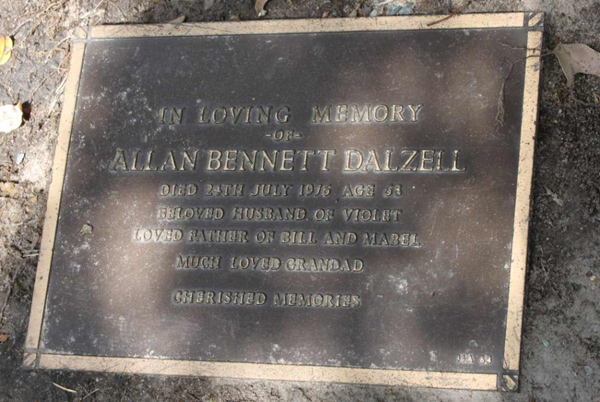 IN LOVING MEMORY
-OF-
ALLAN BENNETT DALZELL
DIED 24TH JULY 1975 AGE 63
BELOVED HUSBAND OF VIOLET
LOVED FATHER OF BILL AND MABEL
MUCH LOVED GRANDAD
CHERISHED MEMORIES